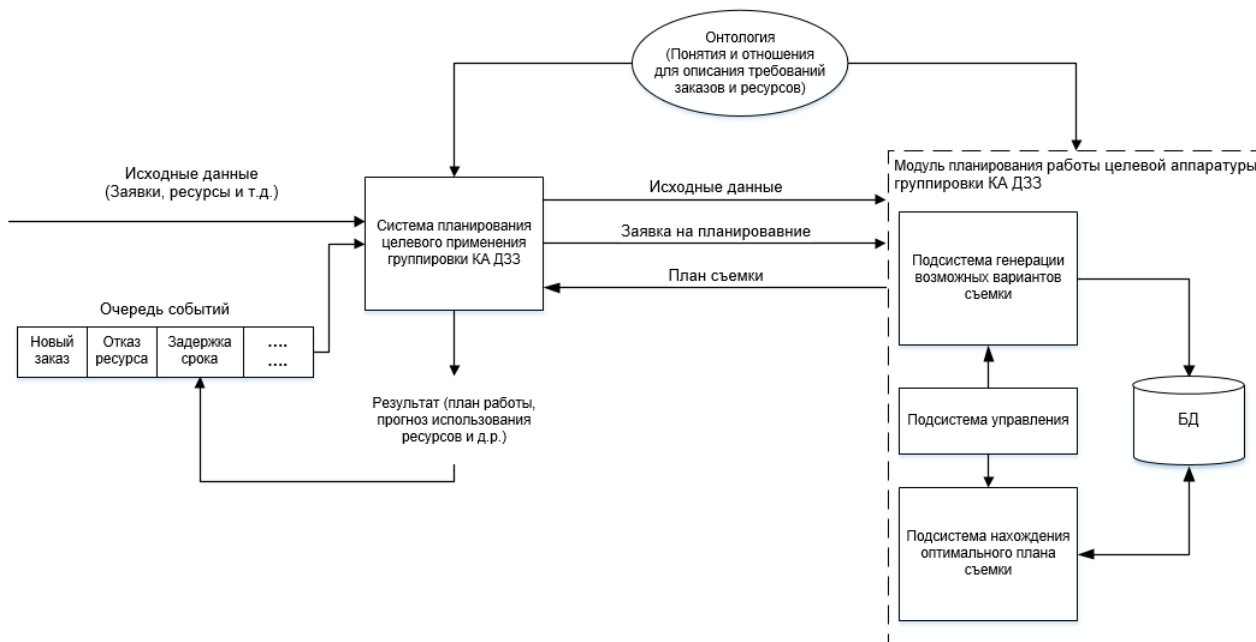 Онтология
(Понятия и отношения
для описания требований
заказов и ресурсов)
Исходные данные
(Заявки, ресурсы и т.д.)
Система планирования
целевого применения
группировки КА ДЗЗ
Исходные данные
Заявка на планировавние
План съемки
Модуль планирования работы целевой аппаратуры
группировки КА ДЗЗ
Подсистема генерации
возможных вариантов
съемки
Очередь событий
Новый
заказ
Отказ
ресурса
Задержка
срока
....
....
Результат (план работы,
прогноз использования
ресурсов и д.р.)
Подсистема управления
БД
Подсистема нахождения
оптимального плана
съемки